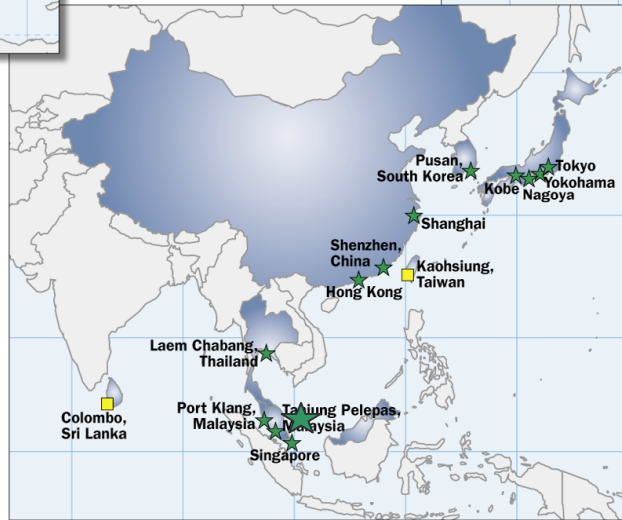 Pusan,
South Korea
Tokyo
Yokohama
Kobe
Nagoya
Shanghai
Shenzhen,
China
Kaohsiung,
Taiwan
Hong Kong
Laem Chabang,
Thailand
Port Klang,
Malaysia
Tanjung Pelepas,
Malaysia
Colombo,
Sri Lanka
Singapore